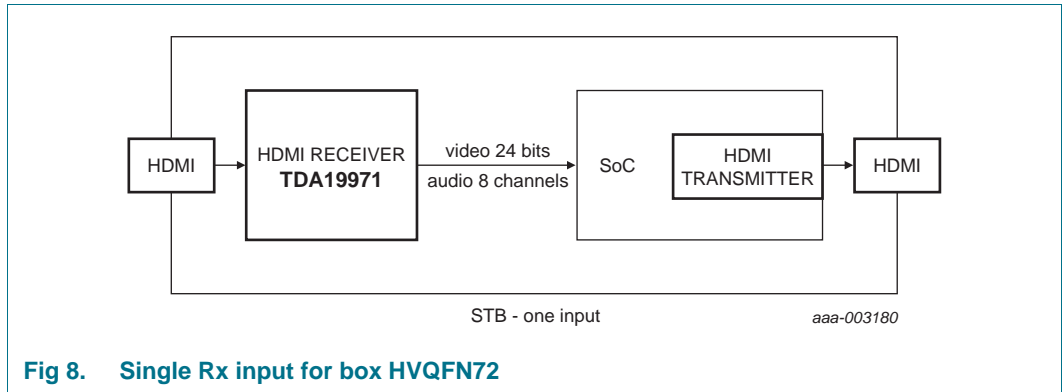 HDMI
HDMI RECEIVER
TDA19971
video 24 bits
audio 8 channels
SoC
HDMI
TRANSMITTER
HDMI
STB - one input
aaa-003180
Fig 8. Single Rx input for box HVQFN72